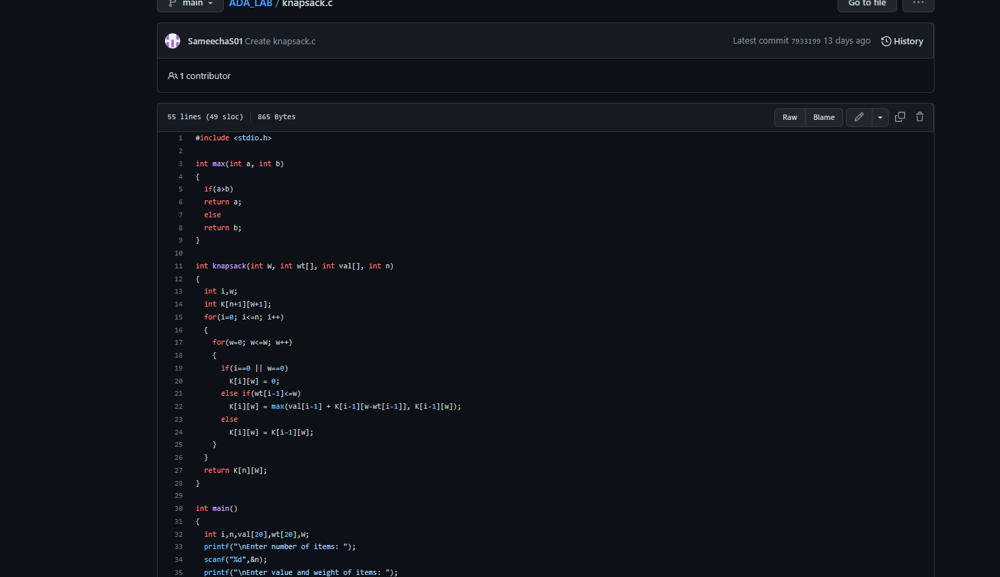 main
ADA_LAB / knapsack.c
Go to file
...
SameechaS01 Create knapsack.c
Latest commit 7933199 13 days ago
History
1 contributor
55 lines (49 sloc)
865 Bytes
Raw
Blame
1 #include <stdio.h>
2
3 int max(int a, int b)
4 {
5 if(a>b)
6 return a;
7 else
8 return b;
9 }
10
11 int knapsack(int W, int wt[], int val[], int n)
12 {
13 int i,w;
14 int K[n+1][W+1];
15 for(i=0; i<=n; i++)
16 {
17 for(w=0; w<=W; w++)
18 {
19 if(i==0 || w==0)
20 K[i][w] = 0;
21 else if(wt[i-1]<=w)
22 K[i][w] = max(val[i-1] + K[i-1][w-wt[i-1]], K[i-1][w]);
23 else
24 K[i][w] = K[i-1][w];
25 }
26 }
27 return K[n][W];
28 }
29
30 int main()
31 {
32 int i,n,val[20],wt[20],W;
33 printf("\nEnter number of items: ");
34 scanf("%d",&n);
35 printf("\nEnter value and weight of items: ");